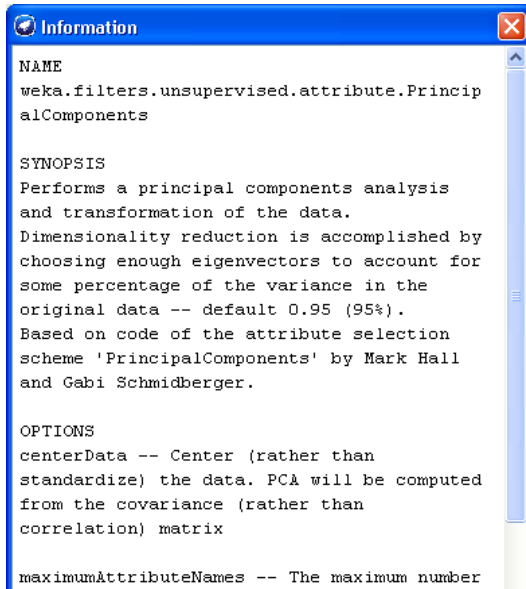 Information
NAME
weka.filters.unsupervised.attribute.Princip
alComponents
SYNOPSIS
Performs a principal components analysis
and transformation of the data.
Dimensionality reduction is accomplished by
choosing enough eigenvectors to account for
some percentage of the variance in the
original data -- default 0.95 (95%).
Based on code of the attribute selection
scheme 'PrincipalComponents' by Mark Hall
and Gabi Schmidberger.
OPTIONS
centerData -- Center (rather than
standardize) the data. PCA will be computed
from the covariance (rather than
correlation) matrix
maximumAttributeNames -- The maximum number